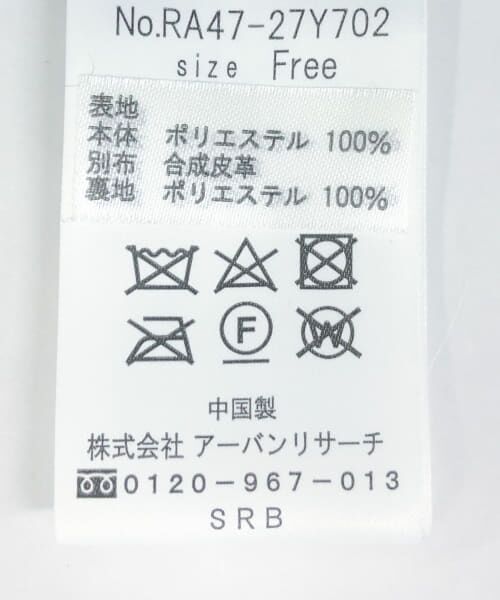 No.RA47-27Y702
size Free
表地
本体 ポリエステル 100%
別布 合成皮革
裏地 ポリエステル 100%
F
W
中国製
株式会社 アーバンリサーチ
0120-967-013
SRB